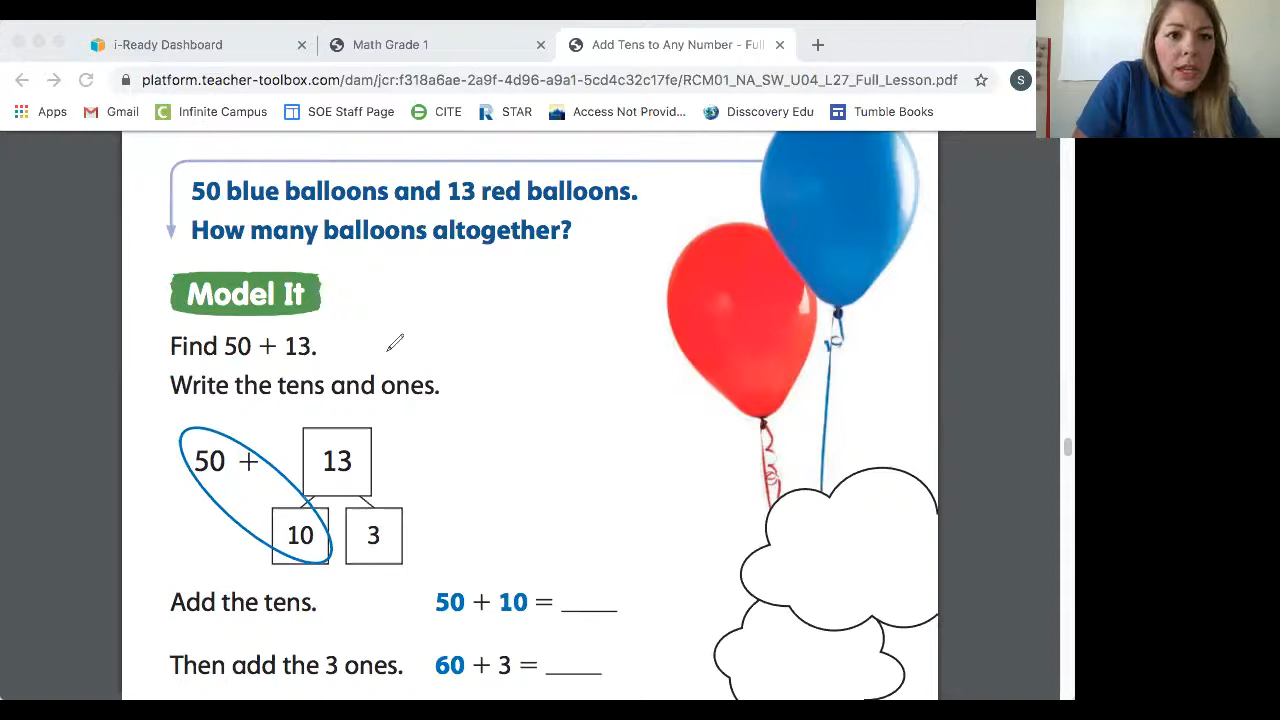 i-Ready Dashboard
Math Grade 1
Add Tens to Any Number - Full
platform.teacher-toolbox.com/dam/jcr:f318a6ae-2a9f-4d96-a9a1-5cd4c32c17fe/RCM01_NA_SW_U04_L27_Full_Lesson.pdf
S
Apps
Gmail
Infinite Campus
SOE Staff Page
CITE
STAR
Access Not Provid...
Disscovery Edu
Tumble Books
50 blue balloons and 13 red balloons.
How many balloons altogether?
Model It
Find 50 + 13.
Write the tens and ones.
50 + 13
10 3
Add the tens. 50 + 10 = ____
Then add the 3 ones. 60 + 3 = ____